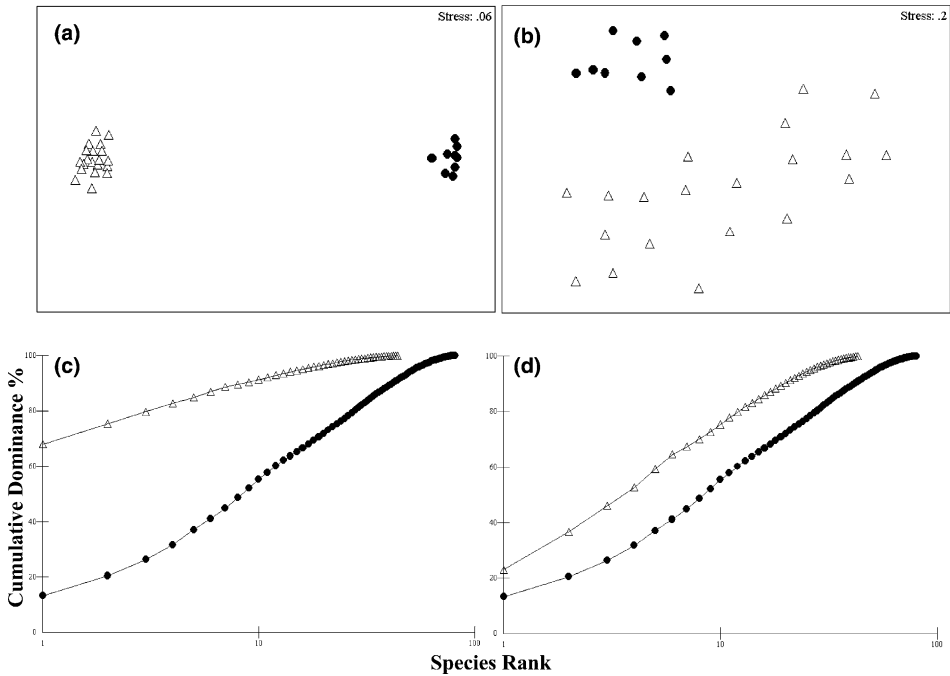 (a)
Stress: .06
(b)
Stress: .2
(c)
100
80
60
40
20
0
1
10
100
(d)
100
80
60
40
20
0
1
10
100
Cumulative Dominance %
Species Rank